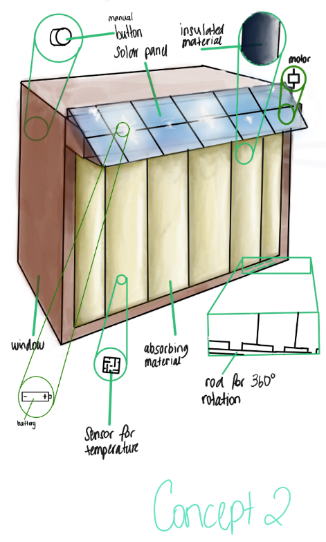 manual
button
Solar panel
insulated
material
motor
window
absorbing
material
battery
Sensor for
temperature
rod for 360°
rotation
Concept 2